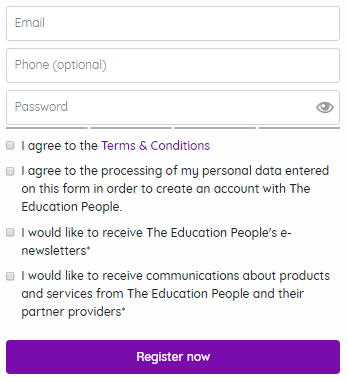 Email
Phone (optional)
Password
I agree to the Terms & Conditions
I agree to the processing of my personal data entered
on this form in order to create an account with The
Education People.
I would like to receive The Education People's e-
newsletters*
I would like to receive communications about products
and services from The Education People and their
partner providers*
Register now